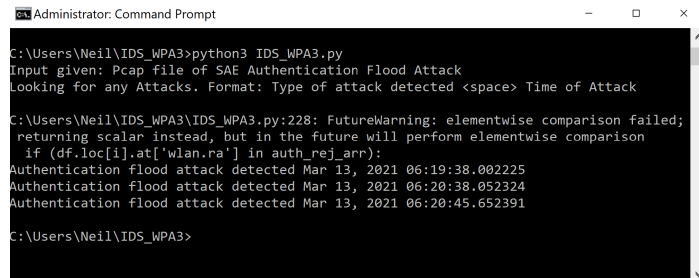 Administrator: Command Prompt
C:\Users\Neil\IDS_WPA3>python3 IDS_WPA3.py
Input given: Pcap file of SAE Authentication Flood Attack
Looking for any Attacks. Format: Type of attack detected <space> Time of Attack
C:\Users\Neil\IDS_WPA3\IDS_WPA3.py:228: FutureWarning: elementwise comparison failed;
returning scalar instead, but in the future will perform elementwise comparison
if (df.loc[i].at['wlan.ra'] in auth_rej_arr):
Authentication flood attack detected Mar 13, 2021 06:19:38.002225
Authentication flood attack detected Mar 13, 2021 06:20:38.052324
Authentication flood attack detected Mar 13, 2021 06:20:45.652391
C:\Users\Neil\IDS_WPA3>